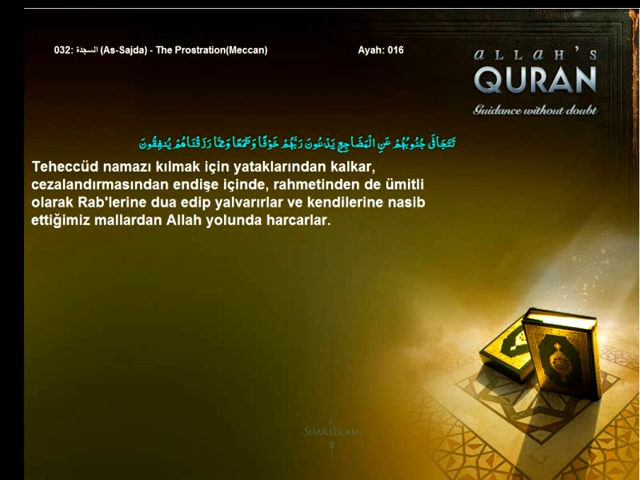 032: السجدة (As-Sajda) - The Prostration(Meccan) Ayah: 016
ALLAH'S
QURAN
Guidance without doubt
تَتَجَافَىٰ جُنُوبُهُمْ عَنِ الْمَضَاجِعِ يَدْعُونَ رَبَّهُمْ خَوْفًا وَطَمَعًا وَمِمَّا رَزَقْنَاهُمْ يُنفِقُونَ
Teheccüd namazı kılmak için yataklarından kalkar,
cezalandırmasından endişe içinde, rahmetinden de ümitli
olarak Rab'lerine dua edip yalvarırlar ve kendilerine nasib
ettiğimiz mallardan Allah yolunda harcarlar.
SHAREISLAM